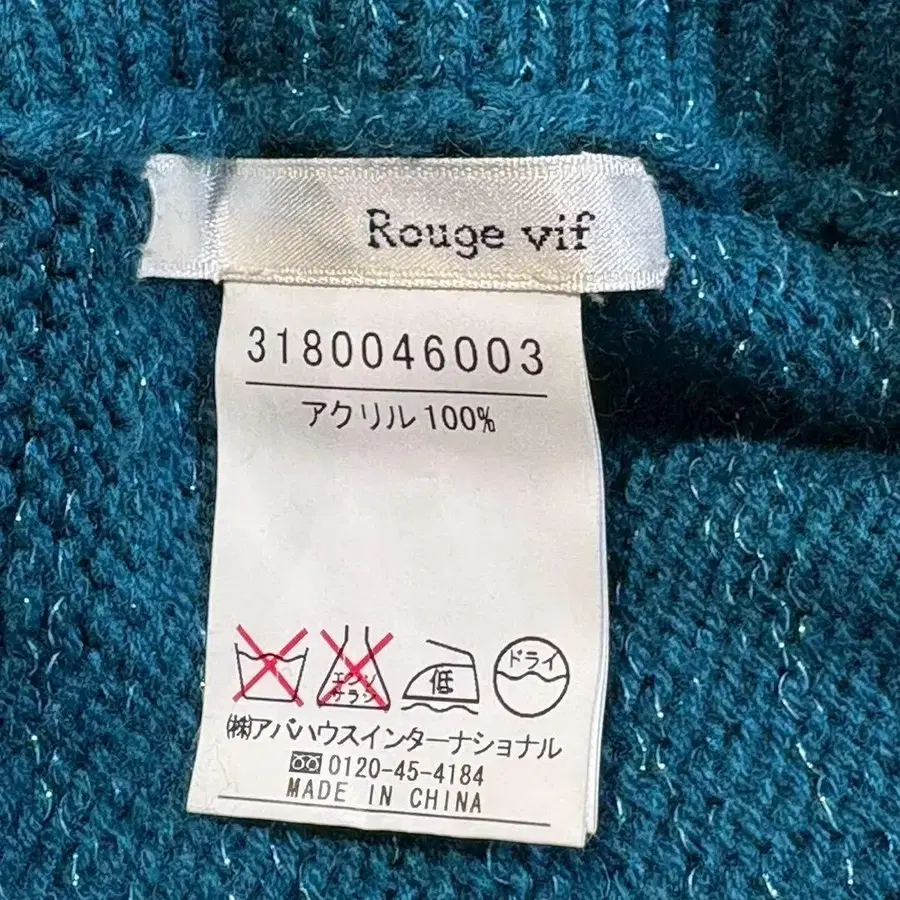 Rouge vif
3180046003
アクリル100%
エンソ
サラシ
低
ドライ
㈱アバハウスインターナショナル
0120-45-4184
MADE IN CHINA